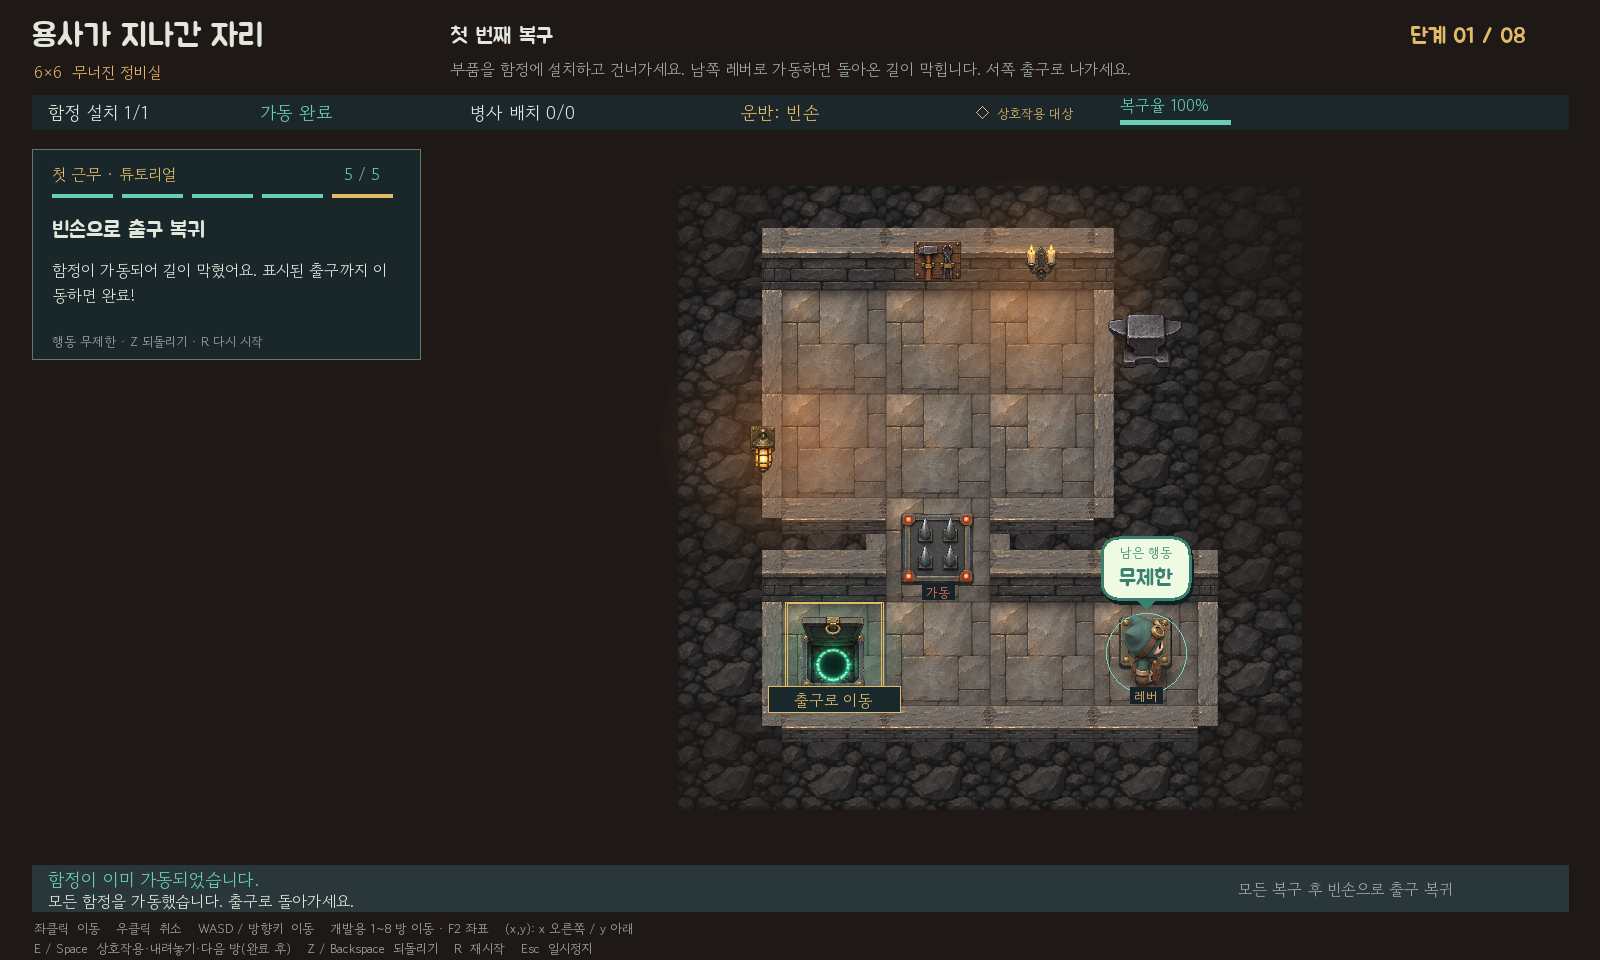 용사가 지나간 자리
6×6 무너진 정비실
첫 번째 복구
부품을 함정에 설치하고 건너가세요. 남쪽 레버로 가동하면 돌아온 길이 막힙니다. 서쪽 출구로 나가세요.
단계 01 / 08
함정 설치 1/1
가동 완료
병사 배치 0/0
운반: 빈손
◇ 상호작용 대상
복구율 100%
첫 근무 · 튜토리얼
5 / 5
빈손으로 출구 복귀
함정이 가동되어 길이 막혔어요. 표시된 출구까지 이
동하면 완료!
행동 무제한 · Z 되돌리기 · R 다시 시작
남은 행동
무제한
가동
출구로 이동
레버
함정이 이미 가동되었습니다.
모든 함정을 가동했습니다. 출구로 돌아가세요.
모든 복구 후 빈손으로 출구 복귀
좌클릭 이동 우클릭 취소 WASD / 방향키 이동 개발용 1~8 방 이동 · F2 좌표 (x,y): x 오른쪽 / y 아래
E / Space 상호작용·내려놓기·다음 방(완료 후) Z / Backspace 되돌리기 R 재시작 Esc 일시정지